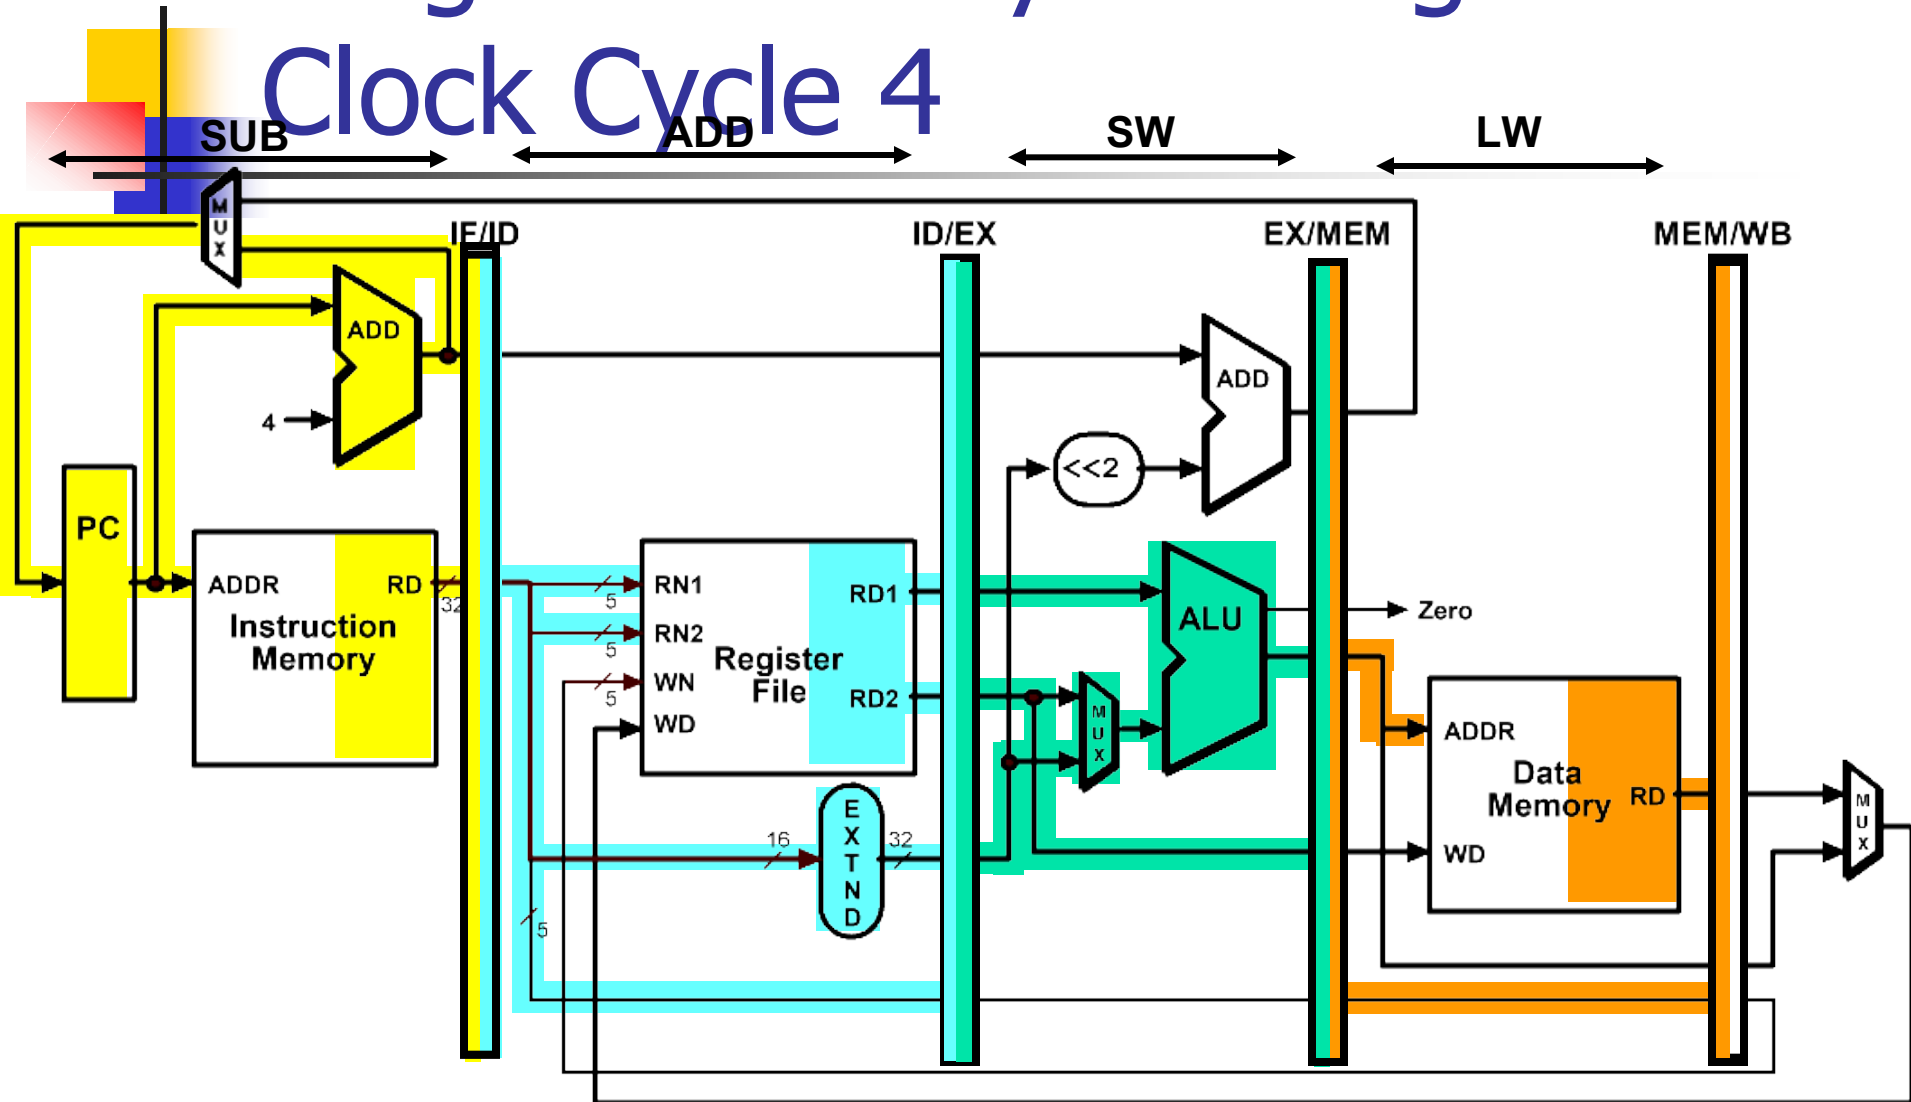 Clock Cycle 4
SUB
ADD
SW
LW
MUX
IF/ID
ID/EX
EX/MEM
MEM/WB
ADD
4
ADD
<<2
PC
ADDR
RD
32
Instruction
Memory
5
RN1
5
RN2
5
WN
WD
Register
File
RD1
RD2
16
EXTND
32
5
MUX
ALU
Zero
ADDR
Data
Memory
RD
WD
MUX